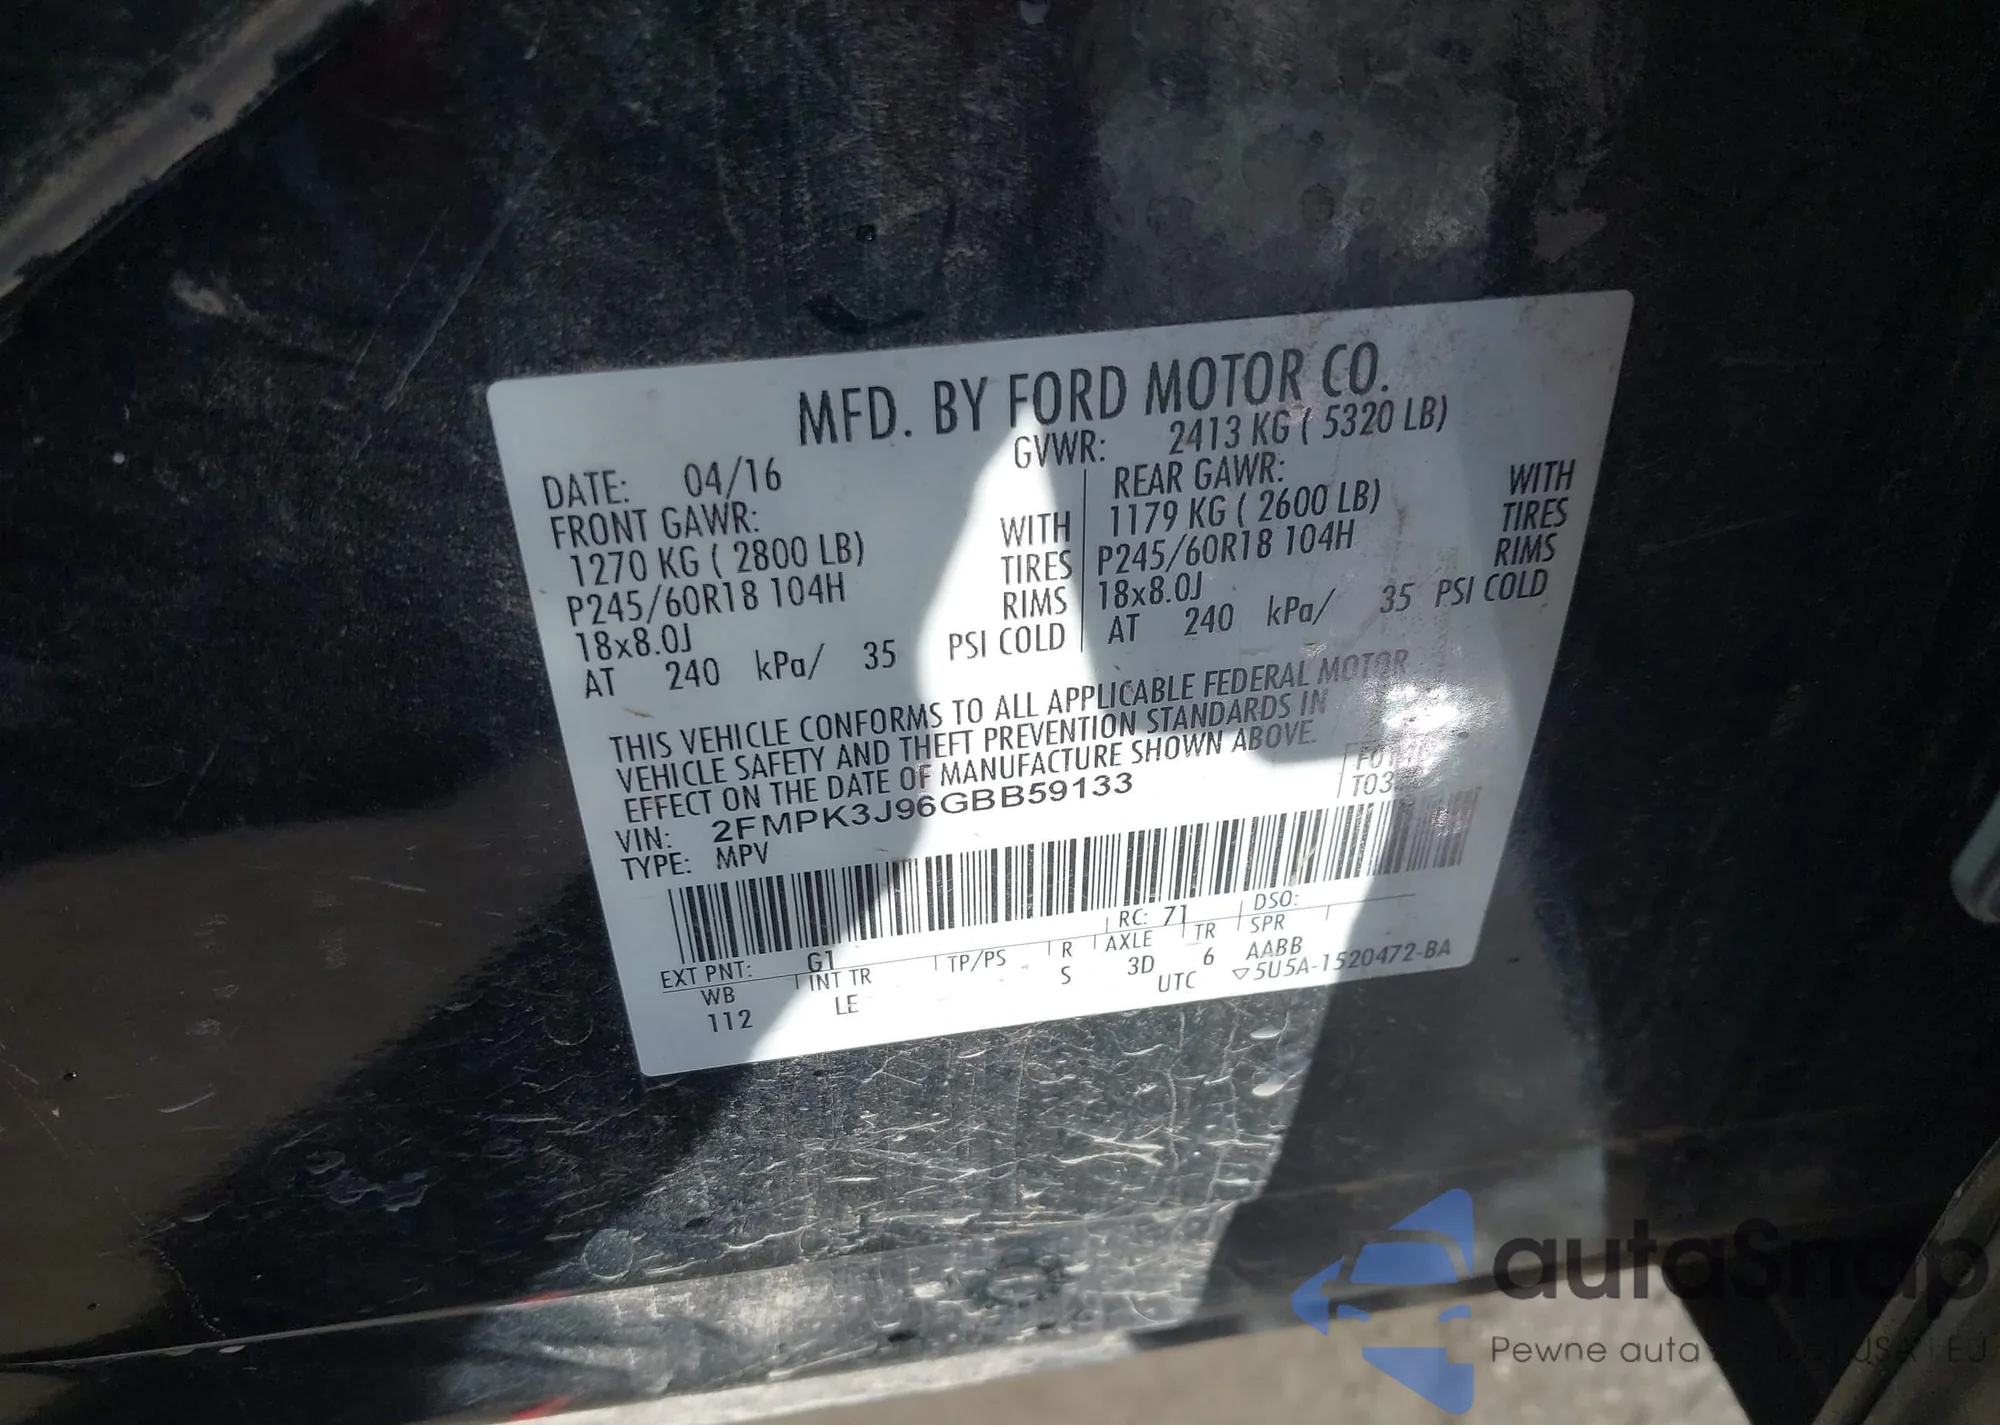 MFD. BY FORD MOTOR CO.
DATE: 04/16 GVWR: 2413 KG ( 5320 LB)
FRONT GAWR: REAR GAWR:
1270 KG ( 2800 LB) WITH 1179 KG ( 2600 LB) WITH
P245/60R18 104H TIRES P245/60R18 104H TIRES
18x8.0J RIMS 18x8.0J RIMS
AT 240 kPa/ 35 PSI COLD AT 240 kPa/ 35 PSI COLD
THIS VEHICLE CONFORMS TO ALL APPLICABLE FEDERAL MOTOR
VEHICLE SAFETY AND THEFT PREVENTION STANDARDS IN
EFFECT ON THE DATE OF MANUFACTURE SHOWN ABOVE.
VIN: 2FMPK3J96GBB59133
TYPE: MPV
EXT PNT: G1 RC: 71 DSO:
WB INT TR TP/PS R AXLE TR SPR
112 LE S 3D 6 AABB
UTC ▽5U5A-1520472-BA
autaSnap
Pewne auta USA i EU